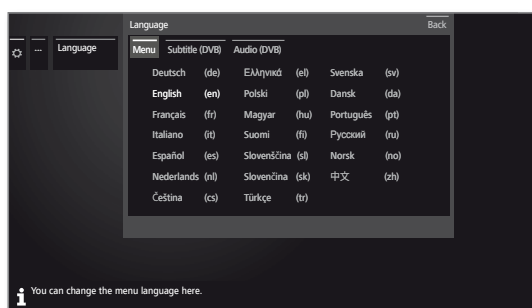 Language Back
... Language
Menu Subtitle (DVB) Audio (DVB)
Deutsch (de) Ελληνικά (el) Svenska (sv)
English (en) Polski (pl) Dansk (da)
Français (fr) Magyar (hu) Português (pt)
Italiano (it) Suomi (fi) Русский (ru)
Español (es) Slovenščina (sl) Norsk (no)
Nederlands (nl) Slovenčina (sk) 中文 (zh)
Čeština (cs) Türkçe (tr)
You can change the menu language here.